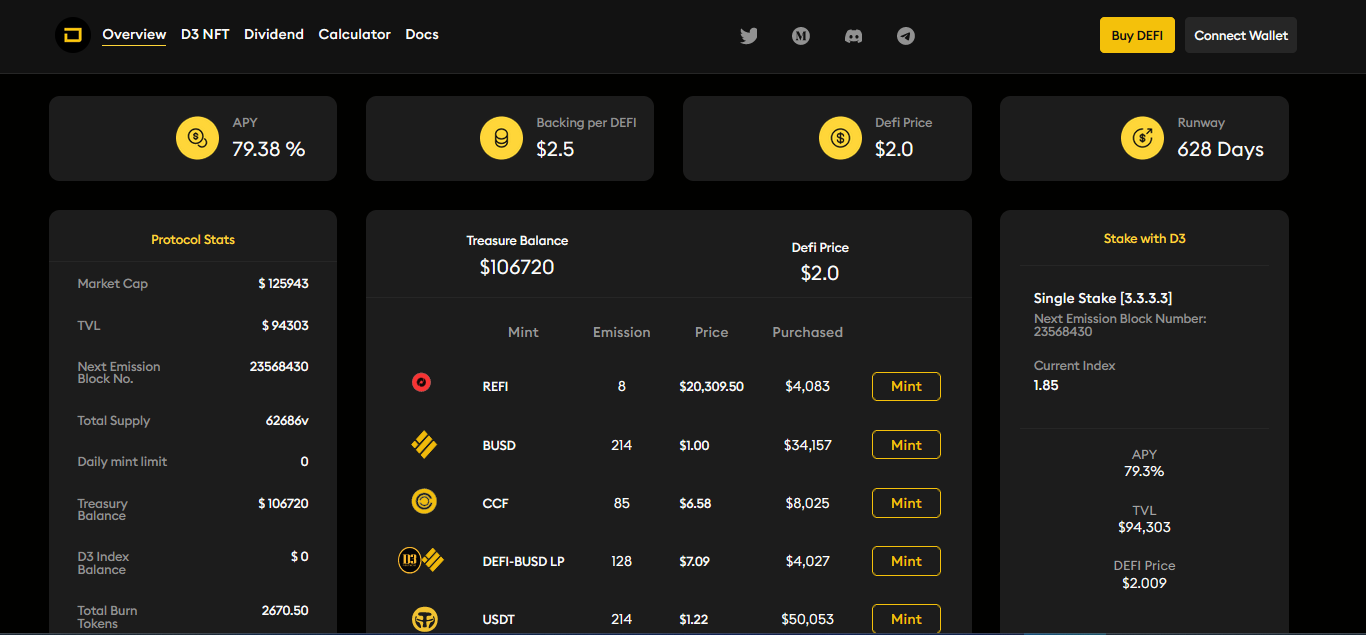 Overview D3 NFT Dividend Calculator Docs
Buy DEFI Connect Wallet
APY
79.38 %
Backing per DEFI
$2.5
Defi Price
$2.0
Runway
628 Days
Protocol Stats
Market Cap $ 125943
TVL $ 94303
Next Emission
Block No. 23568430
Total Supply 62686v
Daily mint limit 0
Treasury
Balance $ 106720
D3 Index
Balance $ 0
Total Burn
Tokens 2670.50
Treasure Balance
$106720
Defi Price
$2.0
Mint Emission Price Purchased
REFI 8 $20,309.50 $4,083 Mint
BUSD 214 $1.00 $34,157 Mint
CCF 85 $6.58 $8,025 Mint
D3 DEFI-BUSD LP 128 $7.09 $4,027 Mint
USDT 214 $1.22 $50,053 Mint
Stake with D3
Single Stake [3.3.3.3]
Next Emission Block Number:
23568430
Current Index
1.85
APY
79.3%
TVL
$94,303
DEFI Price
$2.009